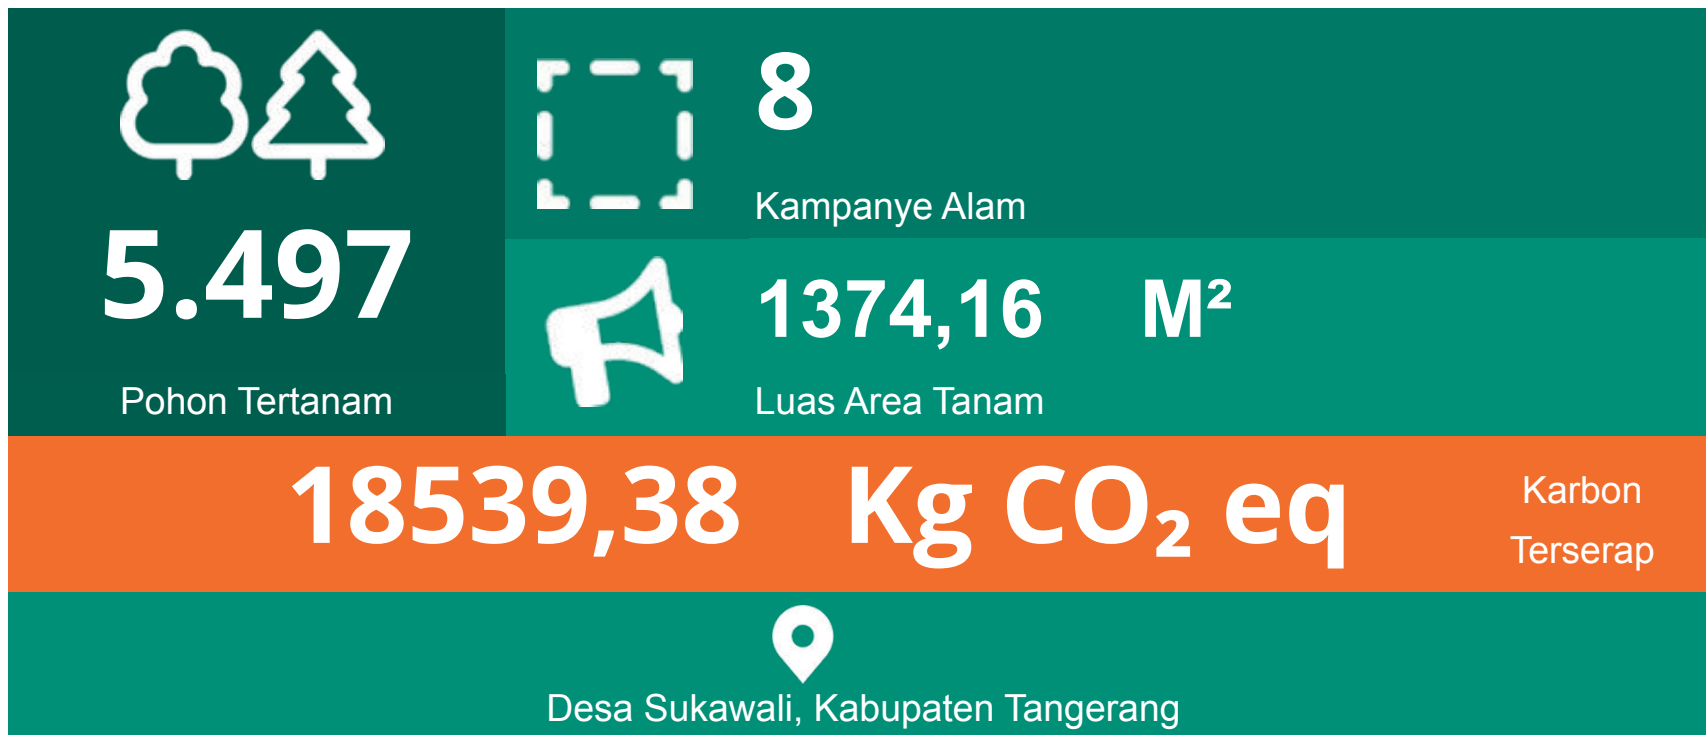 5.497
Pohon Tertanam
8
Kampanye Alam
1374,16 M²
Luas Area Tanam
18539,38 Kg CO₂ eq
Karbon
Terserap
Desa Sukawali, Kabupaten Tangerang